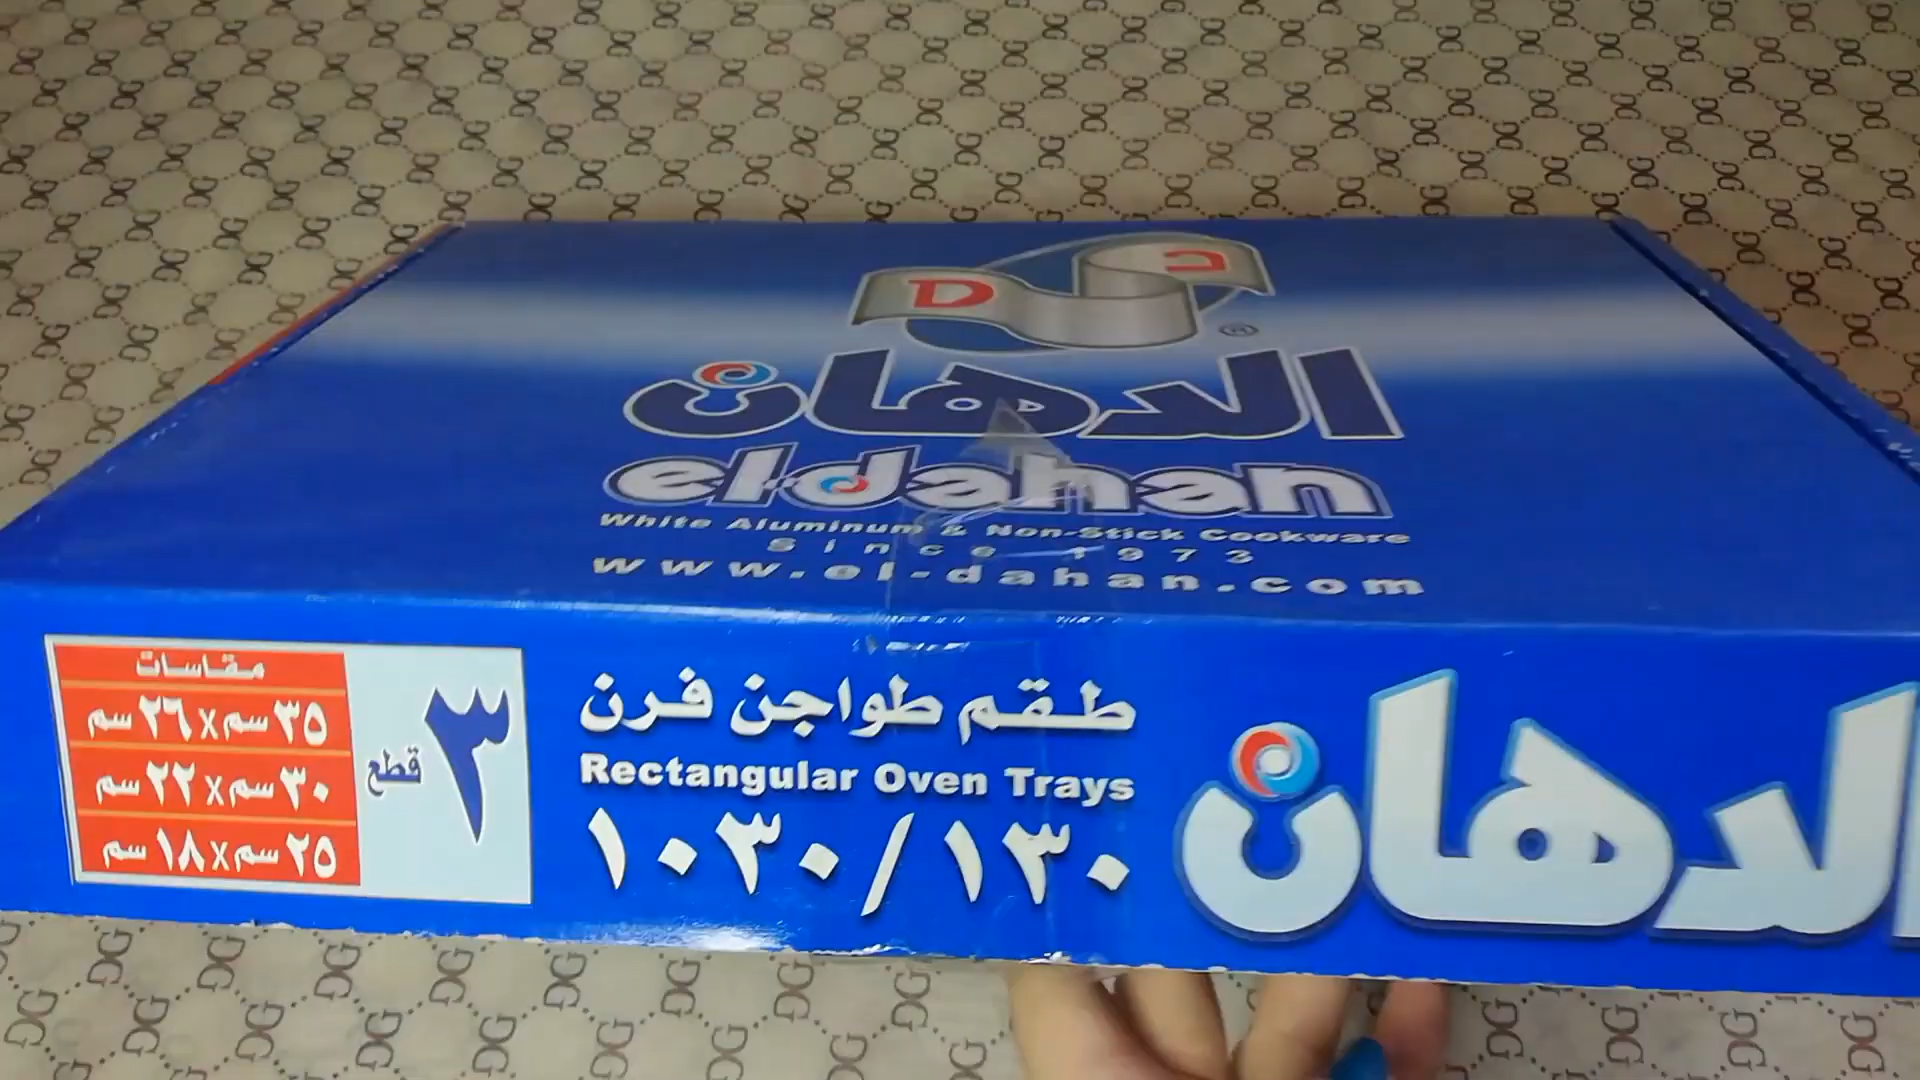 D
الدهان
eldahan
White Aluminum & Non-Stick Cookware
Since 1973
www.el-dahan.com
مقاسات
٣٥ سم x ٢٦ سم
٣٠ سم x ٢٢ سم
٢٥ سم x ١٨ سم
٣
قطع
طقم طواجن فرن
Rectangular Oven Trays
١٠٣٠/١٣٠
الدهان